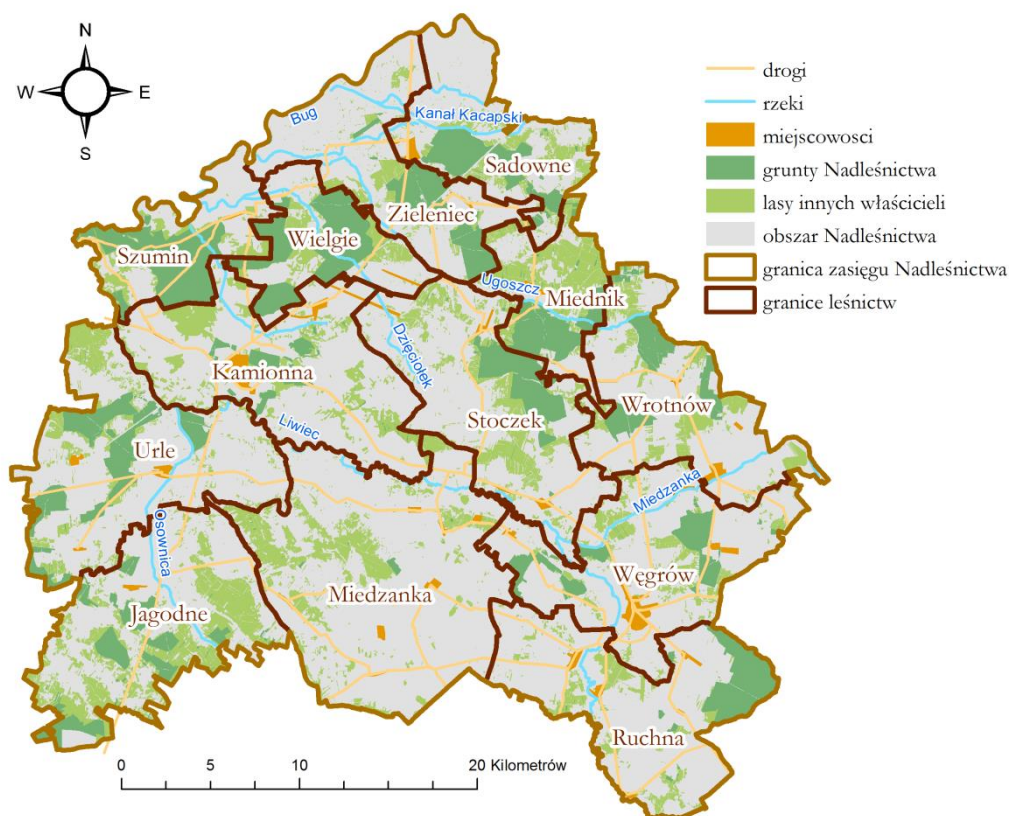 N
W
E
S
drogi
rzeki
miejscowosci
grunty Nadleśnictwa
lasy innych właścicieli
obszar Nadleśnictwa
granica zasięgu Nadleśnictwa
granice leśnictw
Bug
Kanał Kacapski
Sadowne
Zieleniec
Wielgie
Szumin
Ugoszcz
Miednik
Dzięciołek
Kamionna
Wrotnów
Stoczek
Liwiec
Urle
Miedzanka
Osownica
Węgrów
Miedzanka
Jagodne
Ruchna
0 5 10 20 Kilometrów